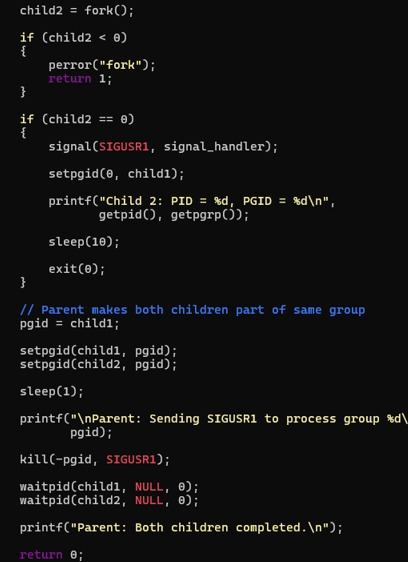 child2 = fork();
if (child2 < 0)
{
perror("fork");
return 1;
}
if (child2 == 0)
{
signal(SIGUSR1, signal_handler);
setpgid(0, child1);
printf("Child 2: PID = %d, PGID = %d\n",
getpid(), getpgrp());
sleep(10);
exit(0);
}
// Parent makes both children part of same group
pgid = child1;
setpgid(child1, pgid);
setpgid(child2, pgid);
sleep(1);
printf("\nParent: Sending SIGUSR1 to process group %d\
pgid);
kill(-pgid, SIGUSR1);
waitpid(child1, NULL, 0);
waitpid(child2, NULL, 0);
printf("Parent: Both children completed.\n");
return 0;